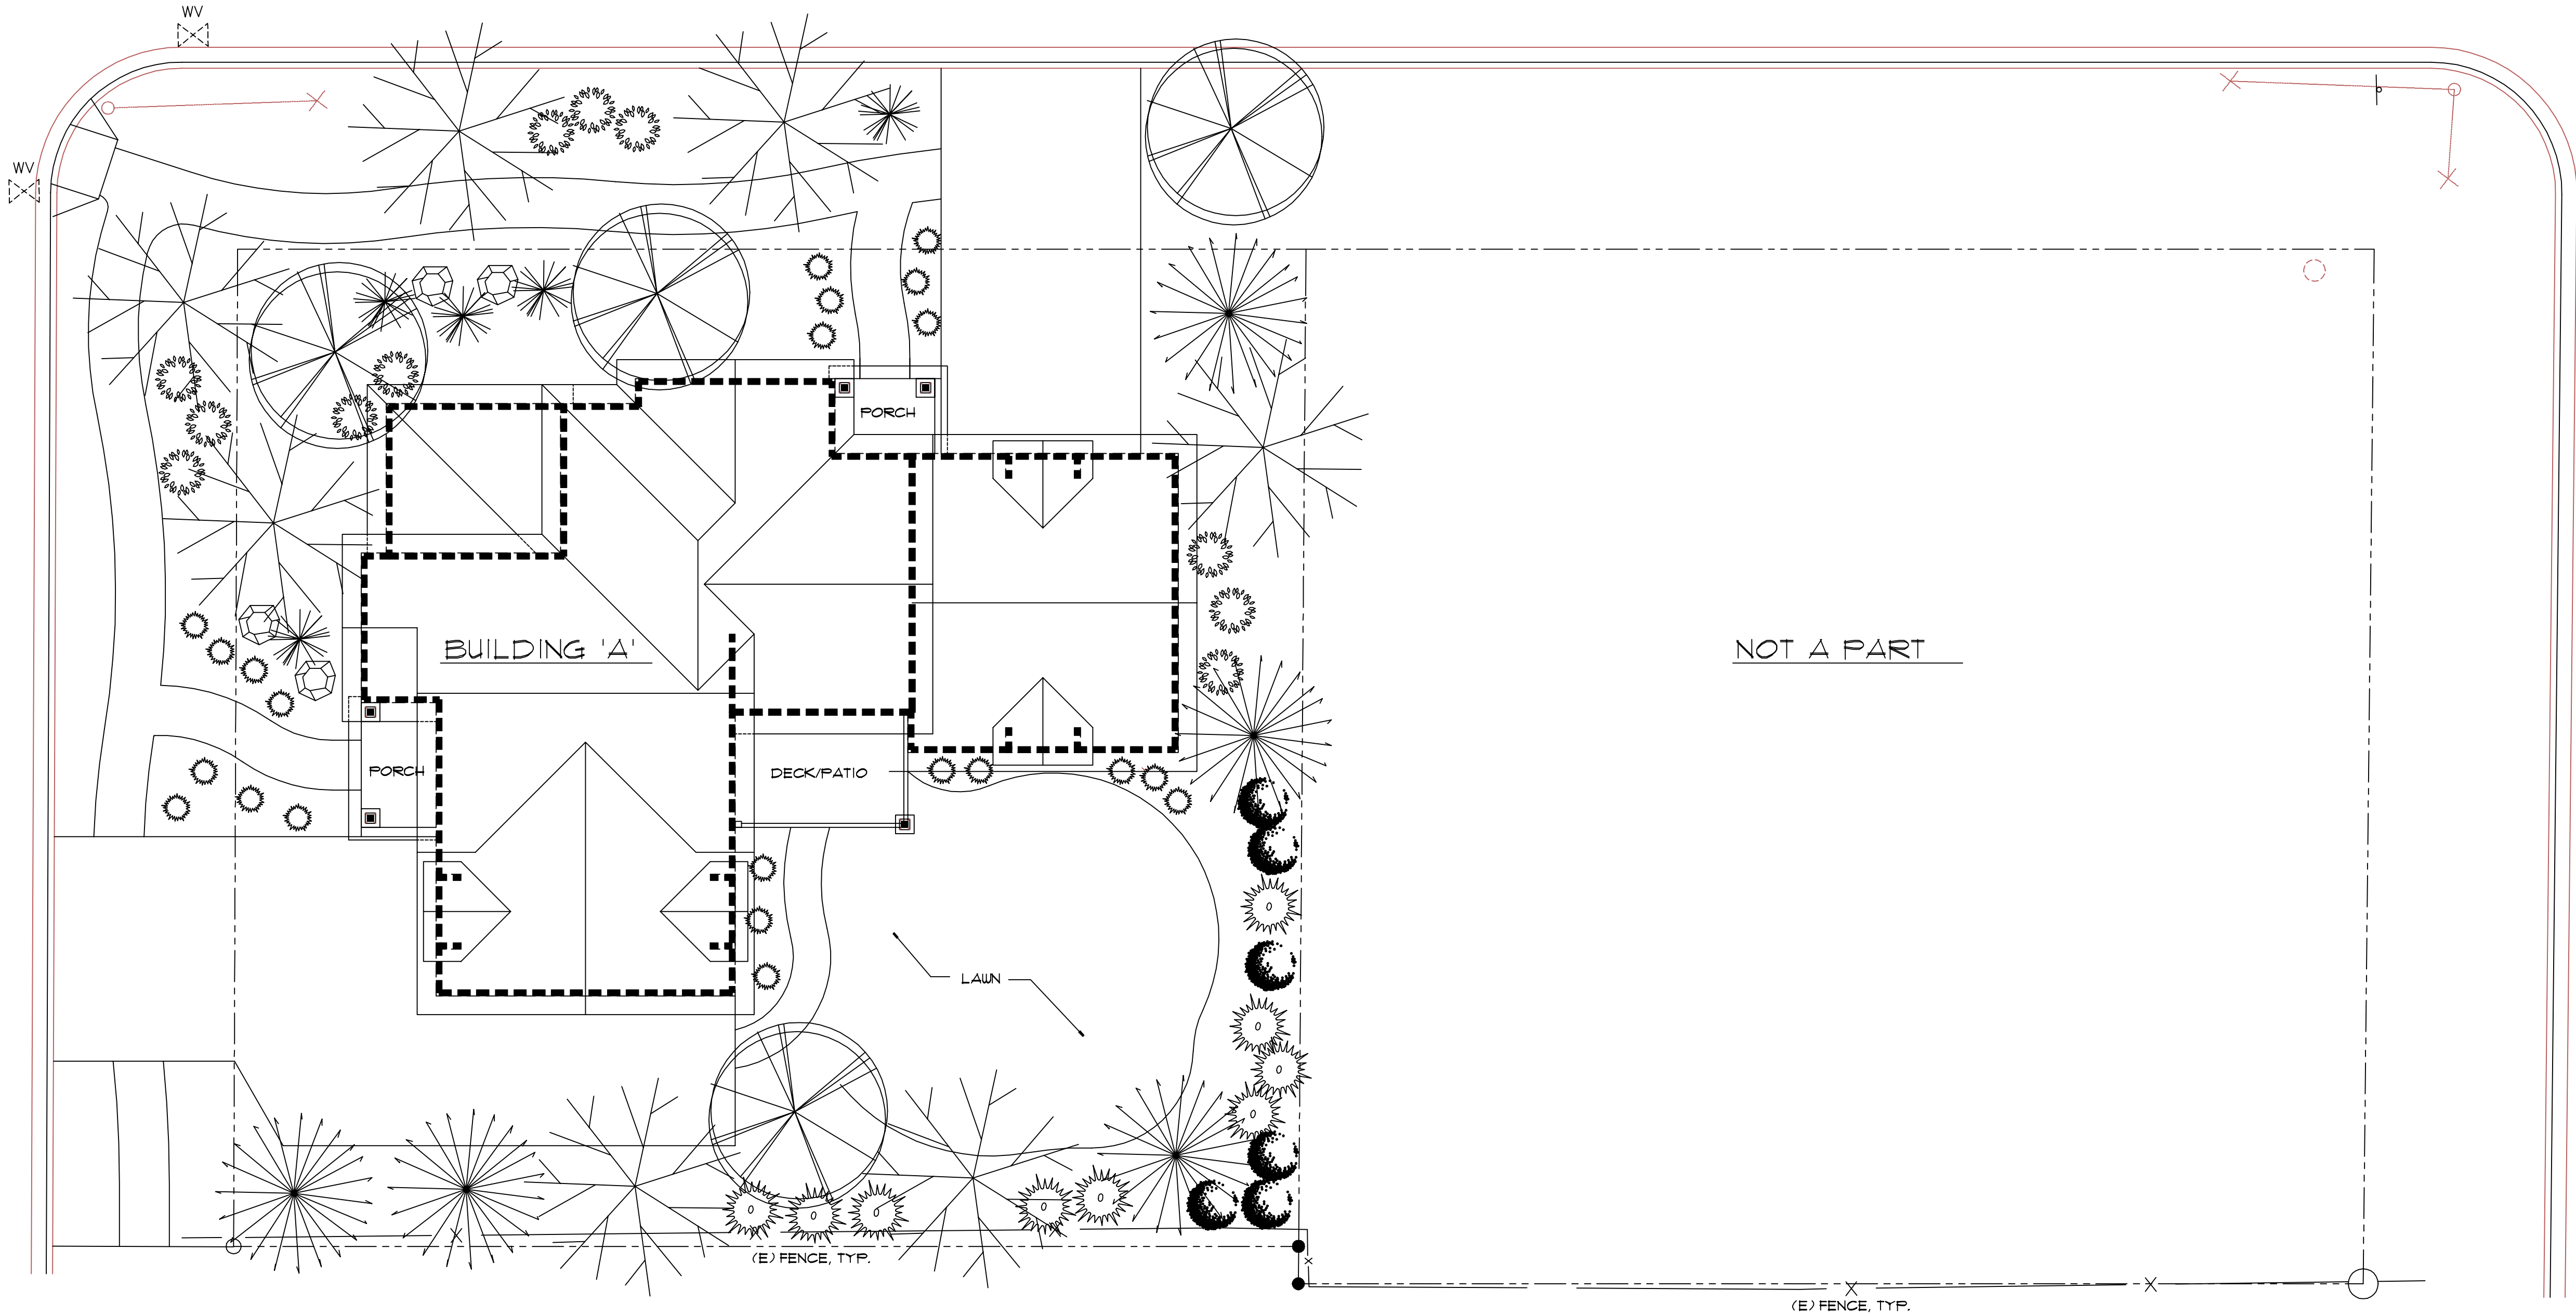 WV
WV
PORCH
BUILDING 'A'
NOT A PART
PORCH
DECK/PATIO
LAWN
(E) FENCE, TYP.
(E) FENCE, TYP.